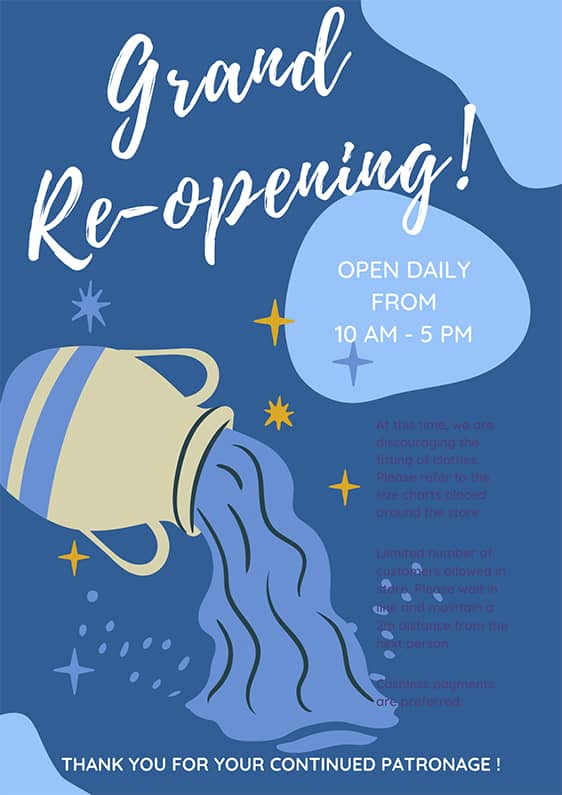 Grand
Re-opening!
OPEN DAILY
FROM
10 AM - 5 PM
At this time, we are
discouraging the
fitting of clothes.
Please refer to the
size charts placed
around the store
Limited number of
customers allowed in
store. Please wait in
line and maintain a
2m distance from the
next person
Cashless payments
are preferred
THANK YOU FOR YOUR CONTINUED PATRONAGE !